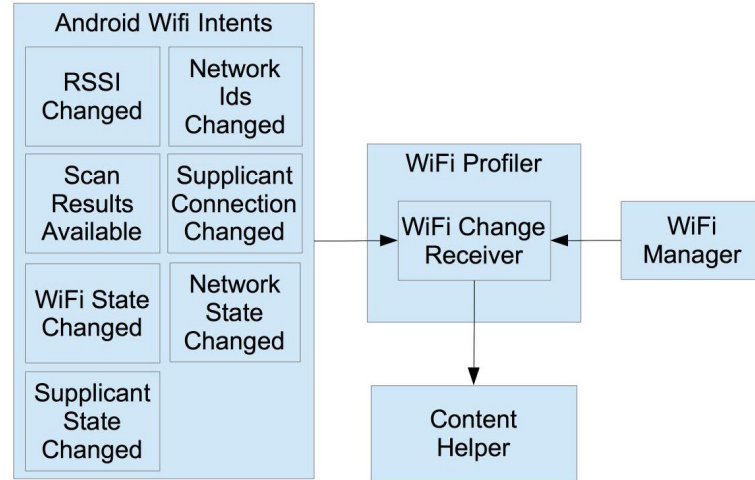 Android Wifi Intents
RSSI
Changed
Network
Ids
Changed
Scan
Results
Available
Supplicant
Connection
Changed
WiFi State
Changed
Network
State
Changed
Supplicant
State
Changed
WiFi Profiler
WiFi Change
Receiver
WiFi
Manager
Content
Helper